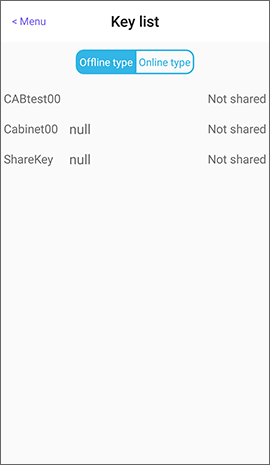 < Menu Key list
Offline type Online type
CABtest00 Not shared
Cabinet00 null Not shared
ShareKey null Not shared